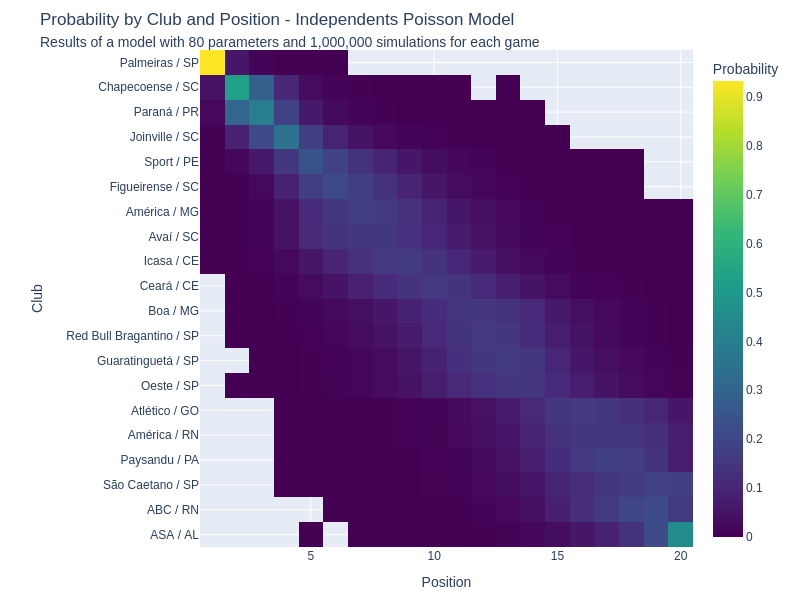 Probability by Club and Position - Independents Poisson Model
Results of a model with 80 parameters and 1,000,000 simulations for each game
Probability
Palmeiras / SP
Chapecoense / SC
Paraná / PR
Joinville / SC
Sport / PE
Figueirense / SC
América / MG
Avaí / SC
Icasa / CE
Ceará / CE
Boa / MG
Red Bull Bragantino / SP
Guaratinguetá / SP
Oeste / SP
Atlético / GO
América / RN
Paysandu / PA
São Caetano / SP
ABC / RN
ASA / AL
Club
5 10 15 20
Position
0.9
0.8
0.7
0.6
0.5
0.4
0.3
0.2
0.1
0